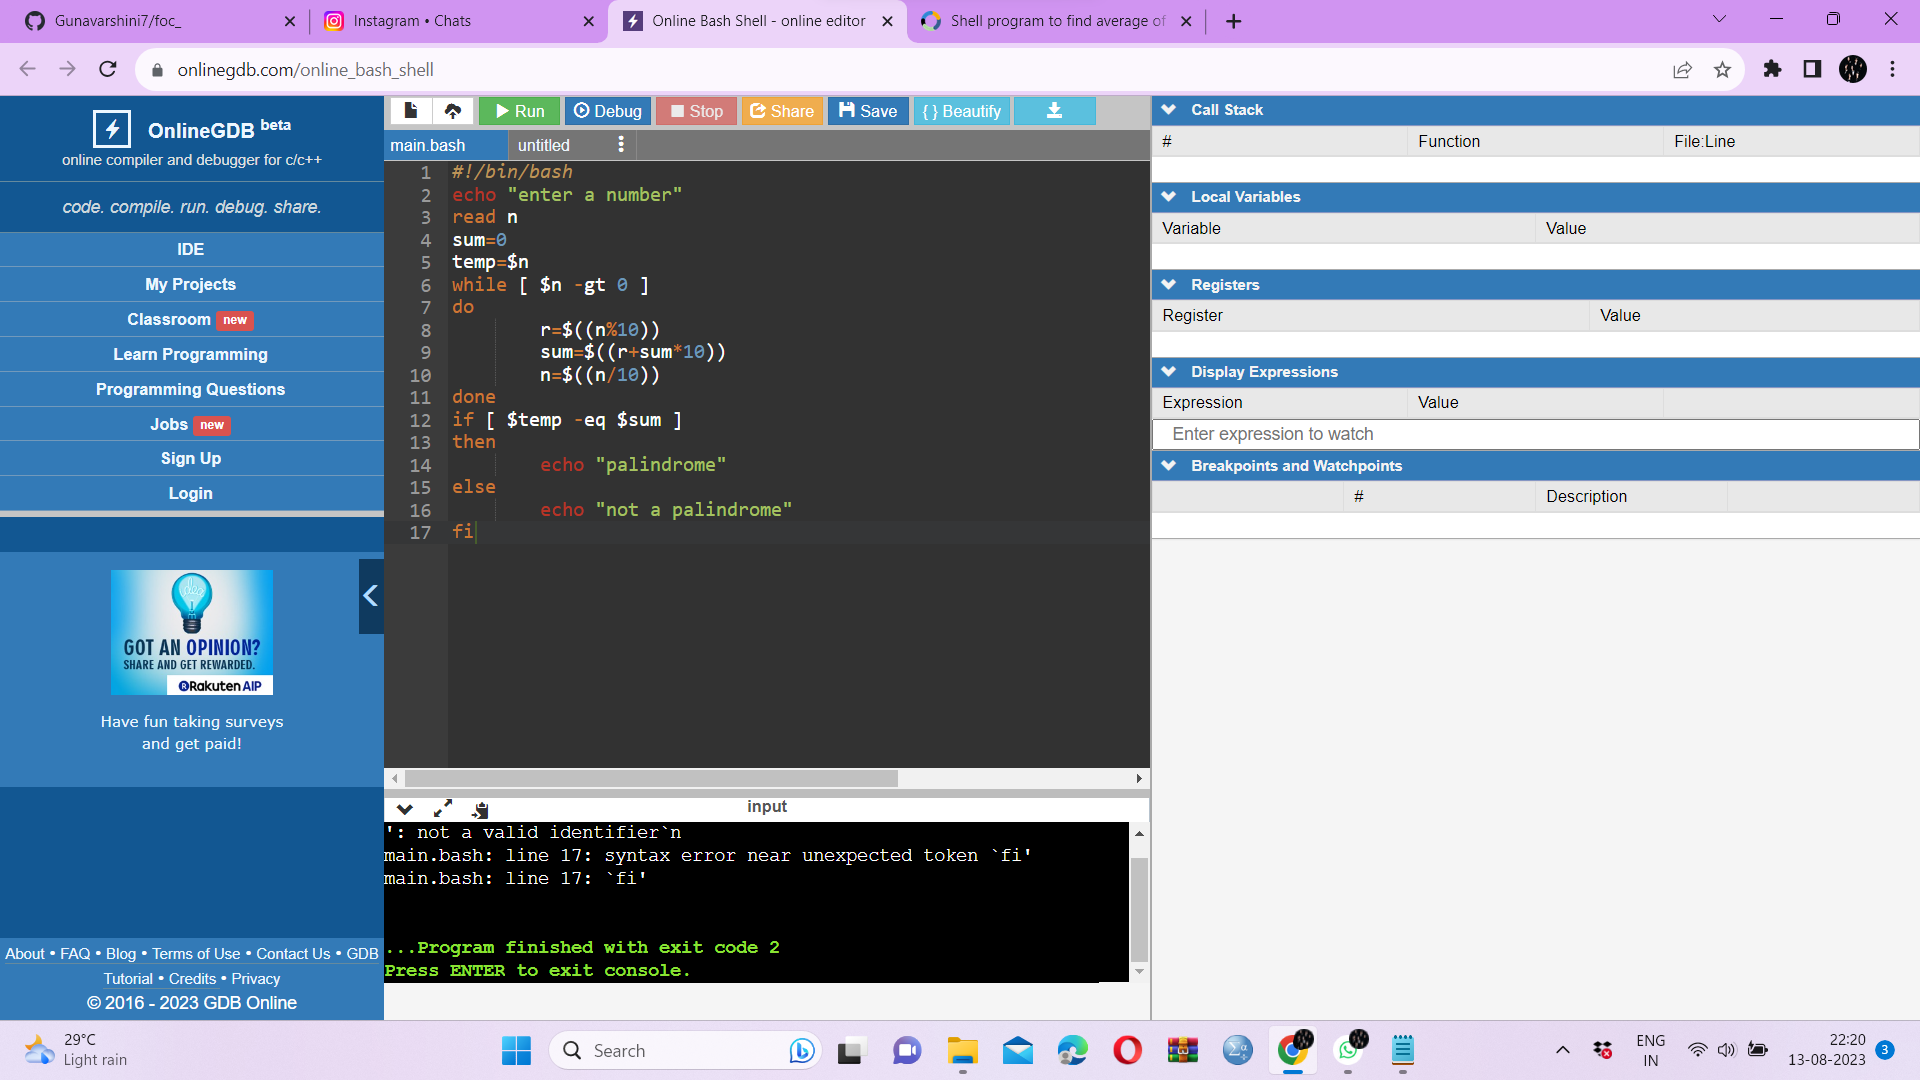 Gunavarshini7/foc_
Instagram • Chats
Online Bash Shell - online editor
Shell program to find average of
onlinegdb.com/online_bash_shell
OnlineGDB beta
online compiler and debugger for c/c++
code. compile. run. debug. share.
IDE
My Projects
Classroom new
Learn Programming
Programming Questions
Jobs new
Sign Up
Login
idea
GOT AN OPINION?
SHARE AND GET REWARDED.
Rakuten AIP
Have fun taking surveys
and get paid!
About • FAQ • Blog • Terms of Use • Contact Us • GDB
Tutorial • Credits • Privacy
© 2016 - 2023 GDB Online
Run Debug Stop Share Save { } Beautify
main.bash untitled
1 #!/bin/bash
2 echo "enter a number"
3 read n
4 sum=0
5 temp=$n
6 while [ $n -gt 0 ]
7 do
8 r=$((n%10))
9 sum=$((r+sum*10))
10 n=$((n/10))
11 done
12 if [ $temp -eq $sum ]
13 then
14 echo "palindrome"
15 else
16 echo "not a palindrome"
17 fi
input
': not a valid identifier`n
main.bash: line 17: syntax error near unexpected token `fi'
main.bash: line 17: `fi'
...Program finished with exit code 2
Press ENTER to exit console.
Call Stack
# Function File:Line
Local Variables
Variable Value
Registers
Register Value
Display Expressions
Expression Value
Enter expression to watch
Breakpoints and Watchpoints
# Description
29°C
Light rain
Search
ENG
IN
22:20
13-08-2023
3